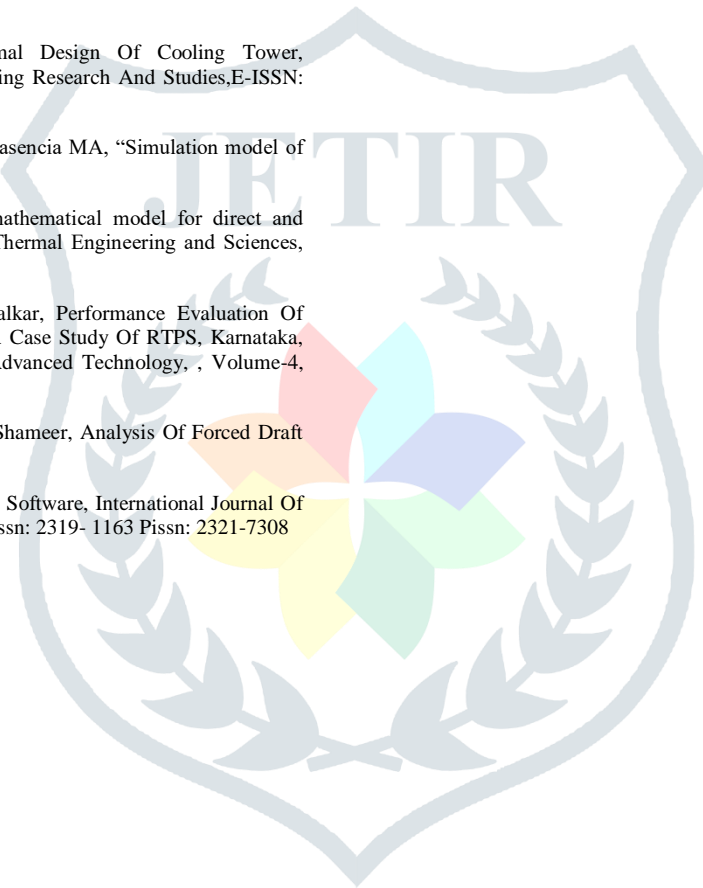 mal Design Of Cooling Tower,
ing Research And Studies,E-ISSN:
asencia MA, “Simulation model of
JETIR
mathematical model for direct and
Thermal Engineering and Sciences,
alkar, Performance Evaluation Of
Case Study Of RTPS, Karnataka,
Advanced Technology, , Volume-4,
Shameer, Analysis Of Forced Draft
Software, International Journal Of
ssn: 2319- 1163 Pissn: 2321-7308